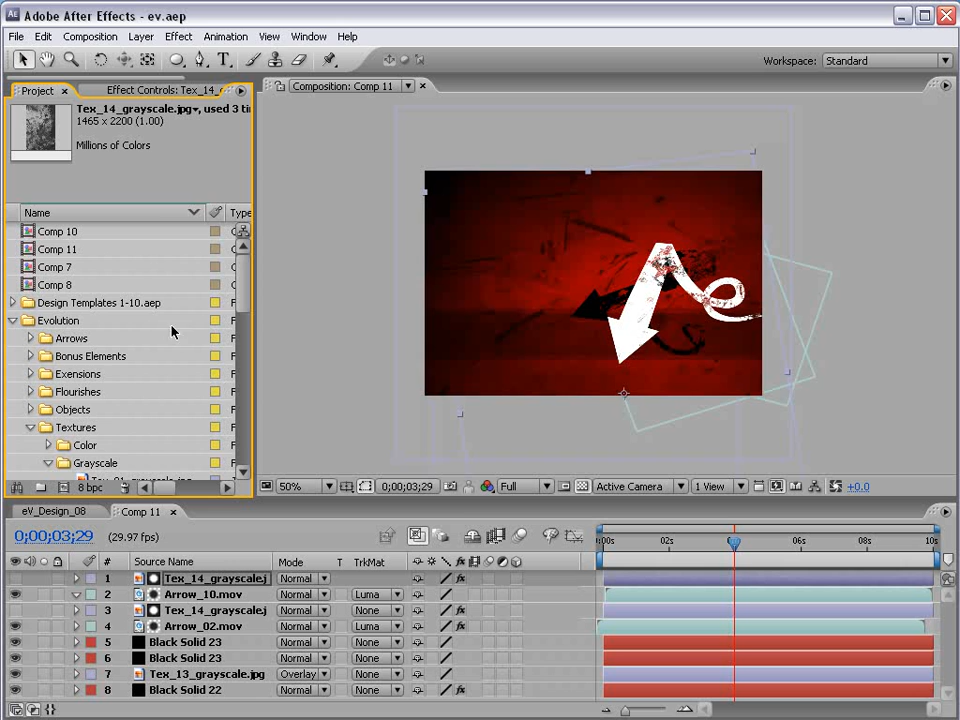 Adobe After Effects - ev.aep
File Edit Composition Layer Effect Animation View Window Help
Workspace: Standard
Project Effect Controls: Tex_14_
Composition: Comp 11
Tex_14_grayscale.jpg, used 3 ti
1465 x 2200 (1.00)
Millions of Colors
Name Type
Comp 10
Comp 11
Comp 7
Comp 8
Design Templates 1-10.aep
Evolution
Arrows
Bonus Elements
Exensions
Flourishes
Objects
Textures
Color
Grayscale
Tex_01_grayscale.jpg
8 bpc
50% 0;00;03;29 Full Active Camera 1 View +0.0
eV_Design_08 Comp 11
0;00;03;29 (29.97 fps)
:00s 02s 04s 06s 08s 10s
# Source Name Mode T TrkMat
1 Tex_14_grayscale.j Normal
2 Arrow_10.mov Normal Luma
3 Tex_14_grayscale.j Normal None
4 Arrow_02.mov Normal Luma
5 Black Solid 23 Normal None
6 Black Solid 23 Normal None
7 Tex_13_grayscale.jpg Overlay None
8 Black Solid 22 Normal None